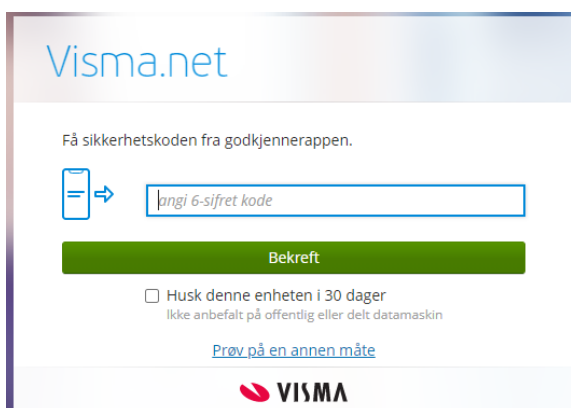 Visma.net
Få sikkerhetskoden fra godkjennerappen.
angi 6-sifret kode
Bekreft
Husk denne enheten i 30 dager
Ikke anbefalt på offentlig eller delt datamaskin
Prøv på en annen måte
VISMA